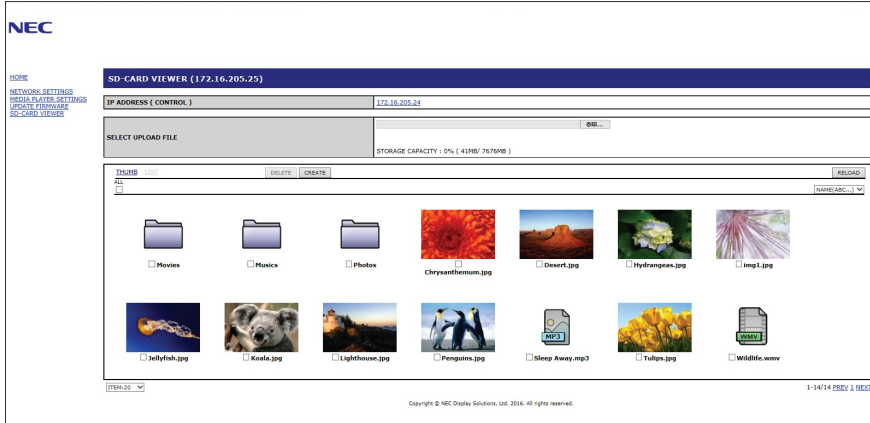 NEC
HOME
NETWORK SETTINGS
MEDIA PLAYER SETTINGS
UPDATE FIRMWARE
SD-CARD VIEWER
SD-CARD VIEWER (172.16.205.25)
IP ADDRESS ( CONTROL ) 172.16.205.24
SELECT UPLOAD FILE
STORAGE CAPACITY : 0% ( 41MB/ 7676MB )
THUMB LIST DELETE CREATE RELOAD
ALL
NAME(ABC...)
Movies Musics Photos Chrysanthemum.jpg Desert.jpg Hydrangeas.jpg img1.jpg
MP3 WMV
Jellyfish.jpg Koala.jpg Lighthouse.jpg Penguins.jpg Sleep Away.mp3 Tulips.jpg Wildlife.wmv
ITEM:20 1-14/14 PREV 1 NEXT
Copyright © NEC Display Solutions, Ltd. 2016. All rights reserved.